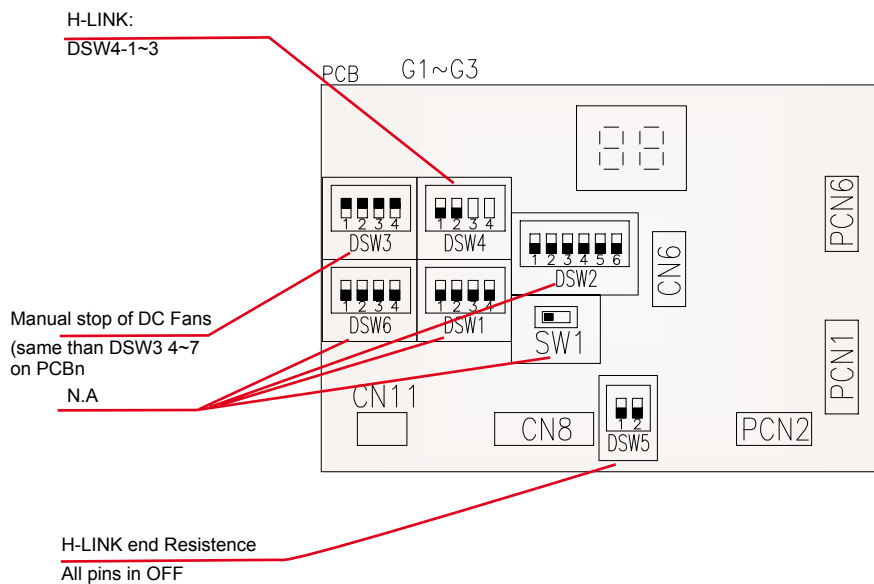 H-LINK:
DSW4-1~3
PCB G1~G3
PCN6
1 2 3 4
DSW3
1 2 3 4
DSW4
1 2 3 4 5 6
DSW2
CN6
1 2 3 4
DSW6
1 2 3 4
DSW1
SW1
Manual stop of DC Fans
(same than DSW3 4~7
on PCBn
N.A
PCN1
CN11
CN8
1 2
DSW5
PCN2
H-LINK end Resistence
All pins in OFF